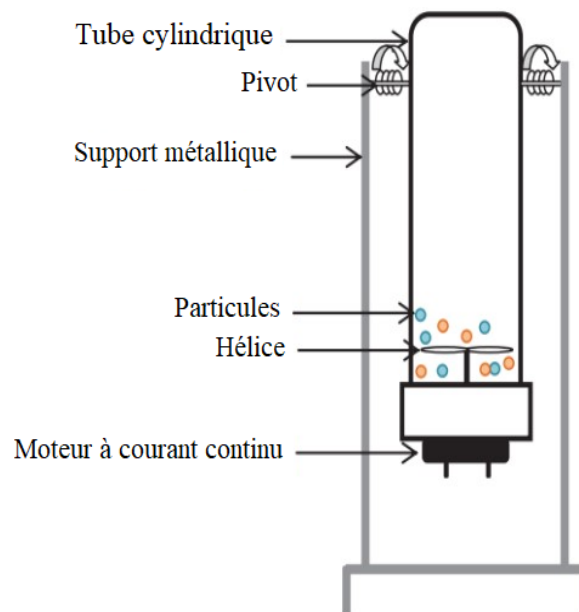 Tube cylindrique
Pivot
Support métallique
Particules
Hélice
Moteur à courant continu